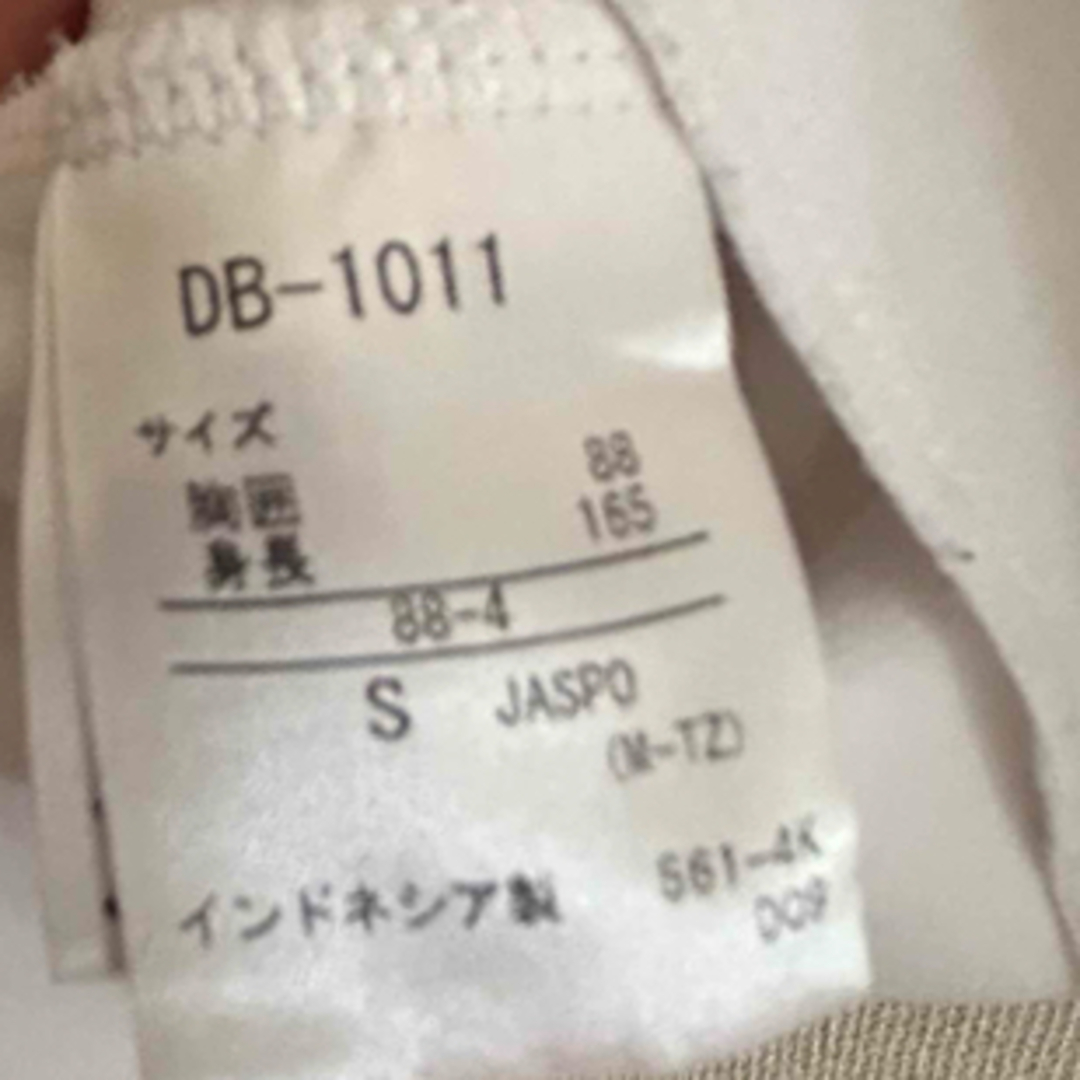 DB-1011
サイズ
胸囲 88
身長 165
88-4
S JASPO
(M-TZ)
561-4K
インドネシア製
DC9